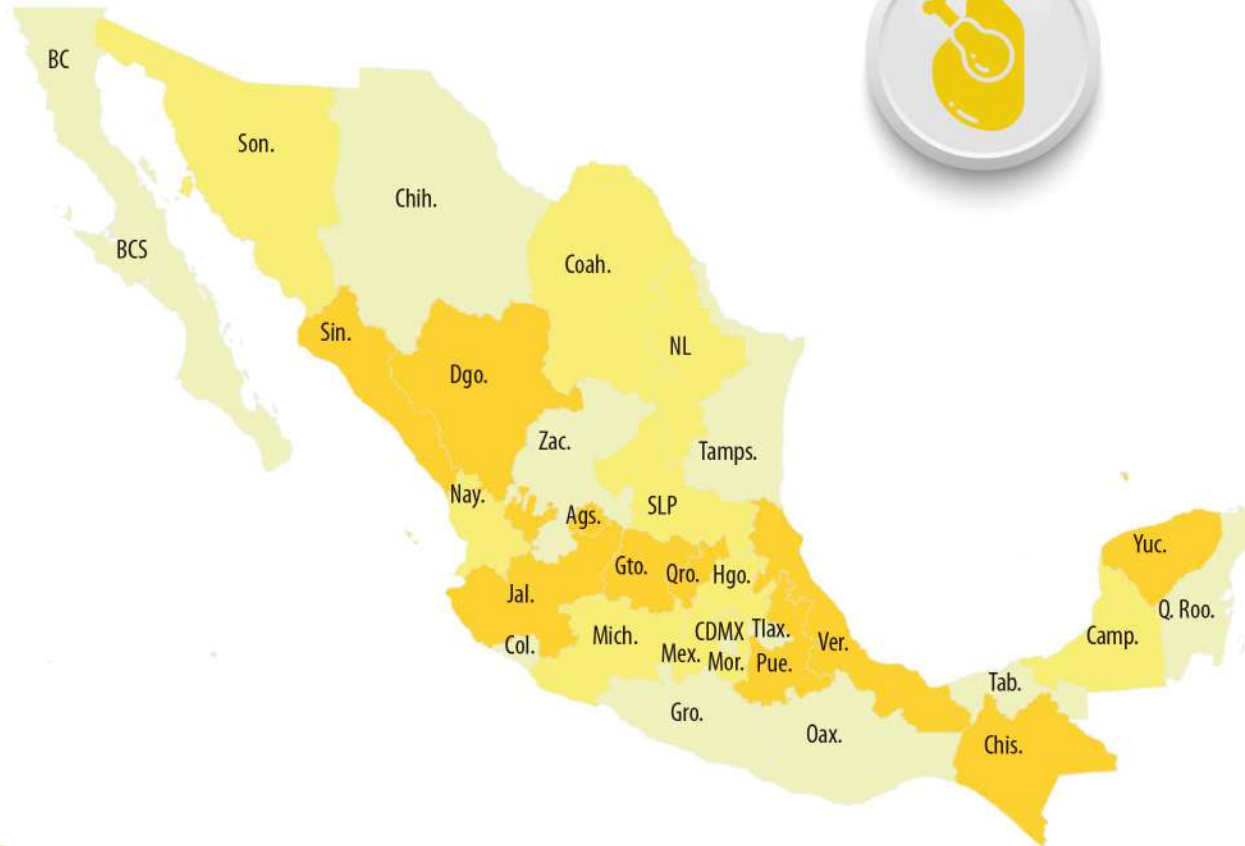 BC
Son.
Chih.
BCS
Coah.
Sin.
NL
Dgo.
Zac.
Tamps.
Nay.
SLP
Ags.
Yuc.
Gto.
Qro.
Hgo.
Jal.
Q. Roo.
Mich.
CDMX
Tlax.
Ver.
Camp.
Col.
Mex.
Mor.
Pue.
Tab.
Gro.
Oax.
Chis.